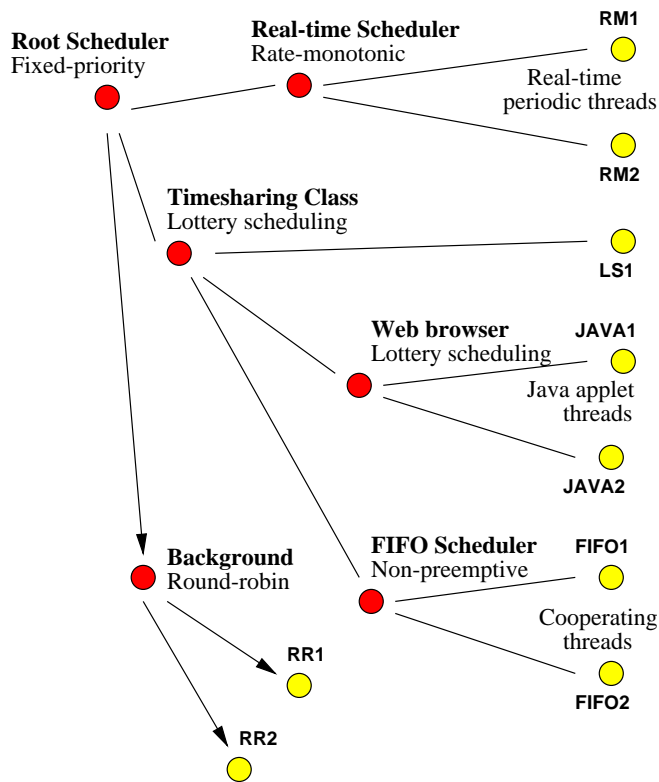 Root Scheduler
Fixed-priority
Real-time Scheduler
Rate-monotonic
RM1
Real-time
periodic threads
RM2
Timesharing Class
Lottery scheduling
LS1
Web browser
Lottery scheduling
JAVA1
Java applet
threads
JAVA2
Background
Round-robin
FIFO Scheduler
Non-preemptive
FIFO1
Cooperating
threads
FIFO2
RR1
RR2